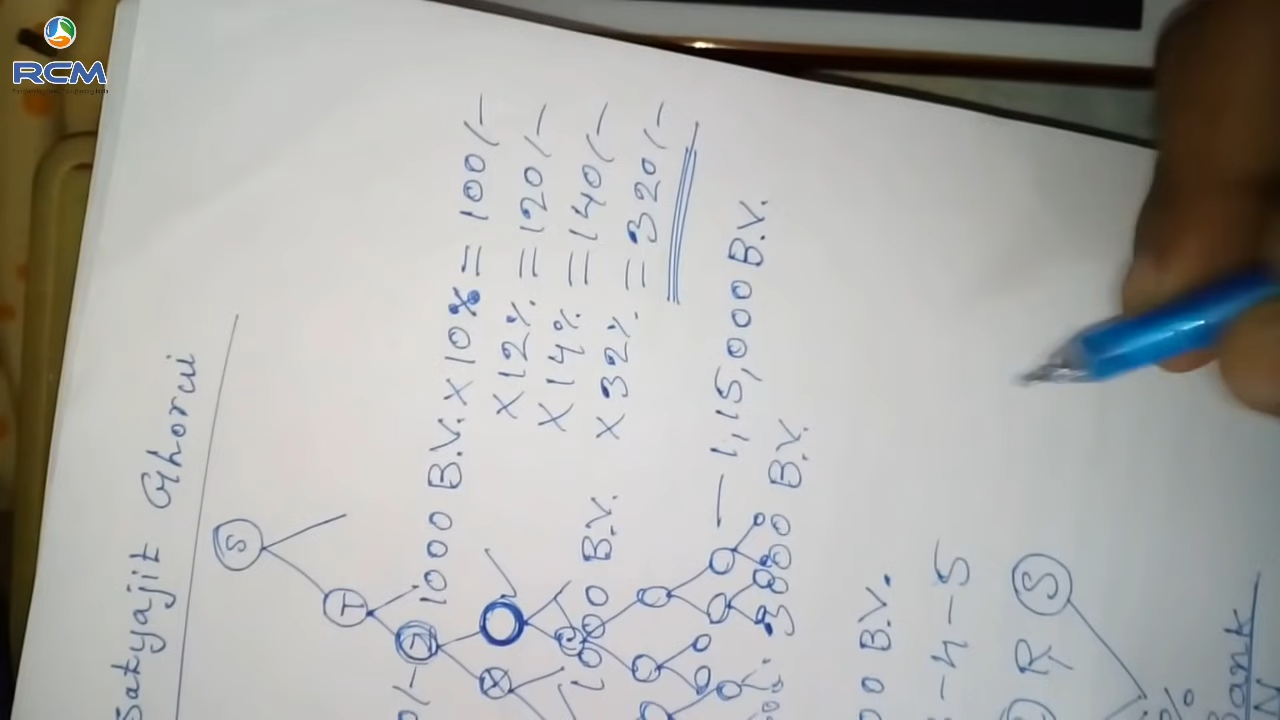 RCM
Satyajit Ghorui
S
T
1000 B.V. X 10% = 100/-
X 12% = 120/-
X 14% = 140/-
1000 B.V.
X 32% = 320/-
1,15,000 B.V.
3000 B.V.
00 B.V.
-4-5
R S
%
Bank